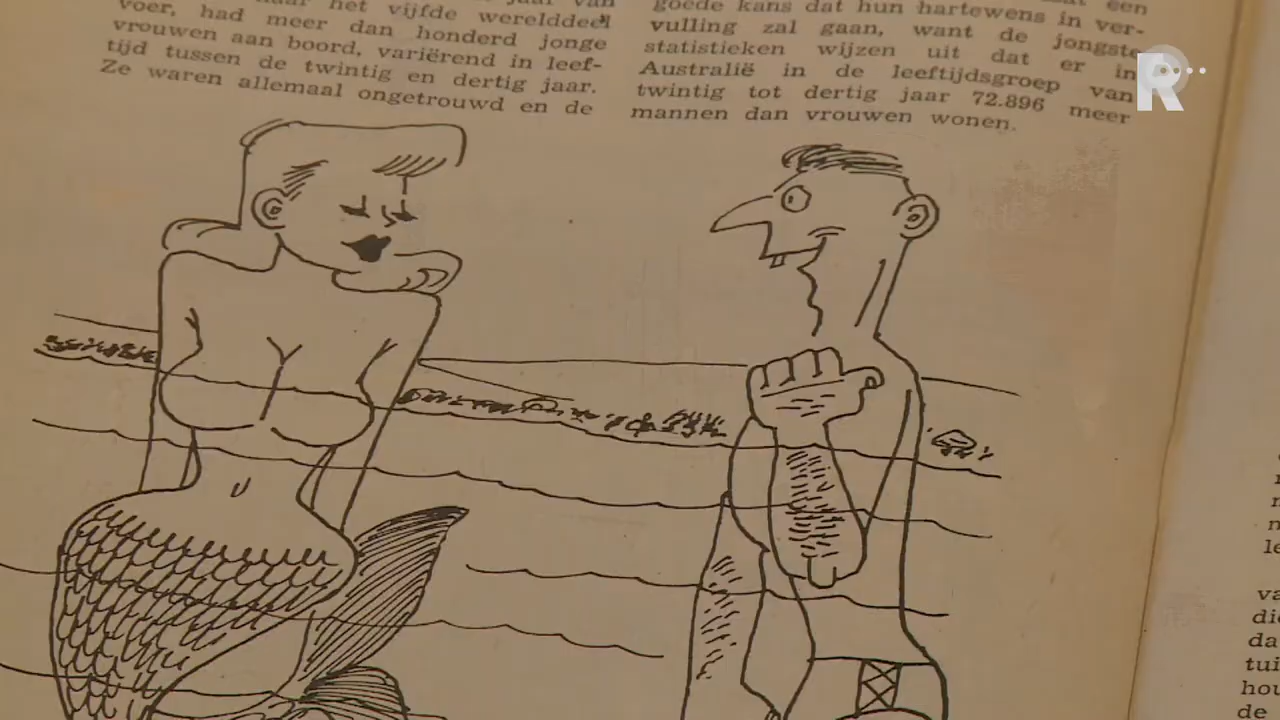 het vijfde werelddeel
voer, had meer dan honderd jonge
vrouwen aan boord, variërend in leef-
tijd tussen de twintig en dertig jaar.
Ze waren allemaal ongetrouwd en de
goede kans dat hun hartewens in ver-
vulling zal gaan, want de jongste
statistieken wijzen uit dat er in
Australië in de leeftijdsgroep van
twintig tot dertig jaar 72.896 meer
mannen dan vrouwen wonen.
R